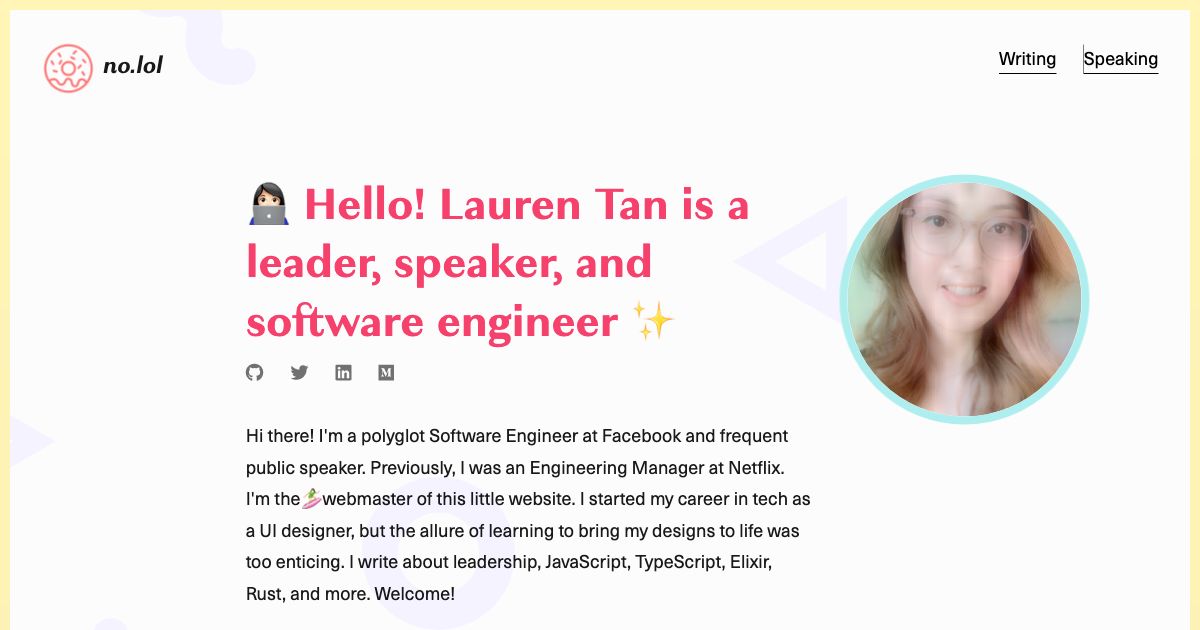 no.lol
Writing
Speaking
👩🏻‍💻 Hello! Lauren Tan is a
leader, speaker, and
software engineer ✨
M
Hi there! I'm a polyglot Software Engineer at Facebook and frequent
public speaker. Previously, I was an Engineering Manager at Netflix.
I'm the🏄🏻‍♀️webmaster of this little website. I started my career in tech as
a UI designer, but the allure of learning to bring my designs to life was
too enticing. I write about leadership, JavaScript, TypeScript, Elixir,
Rust, and more. Welcome!